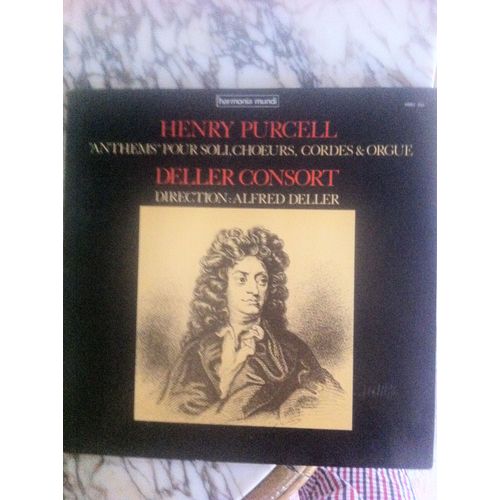 harmonia mundi
HENRY PURCELL
"ANTHEMS" POUR SOLI, CHOEURS, CORDES & ORGUE
DELLER CONSORT
DIRECTION: ALFRED DELLER